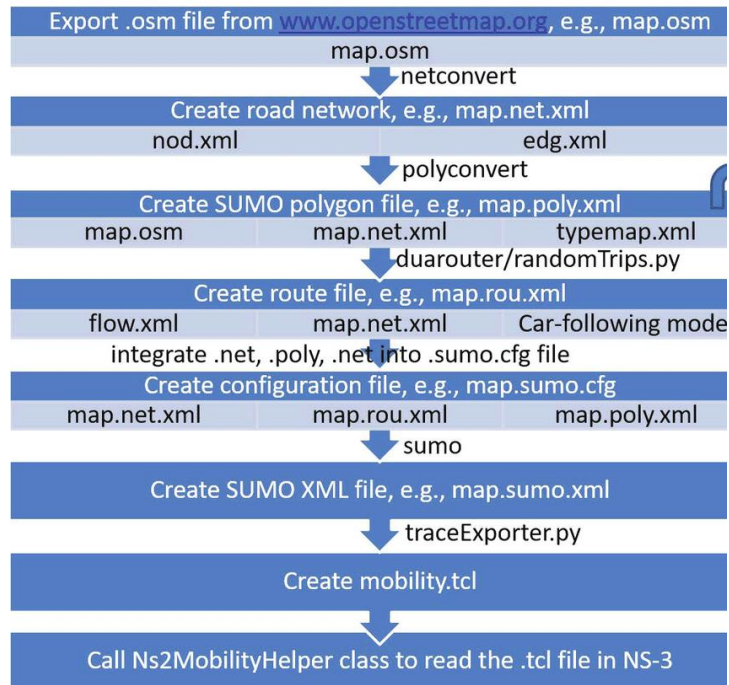 Export .osm file from www.openstreetmap.org, e.g., map.osm
map.osm
netconvert
Create road network, e.g., map.net.xml
nod.xml edg.xml
polyconvert
Create SUMO polygon file, e.g., map.poly.xml
map.osm map.net.xml typemap.xml
duarouter/randomTrips.py
Create route file, e.g., map.rou.xml
flow.xml map.net.xml Car-following mode
integrate .net, .poly, .net into .sumo.cfg file
Create configuration file, e.g., map.sumo.cfg
map.net.xml map.rou.xml map.poly.xml
sumo
Create SUMO XML file, e.g., map.sumo.xml
traceExporter.py
Create mobility.tcl
Call Ns2MobilityHelper class to read the .tcl file in NS-3